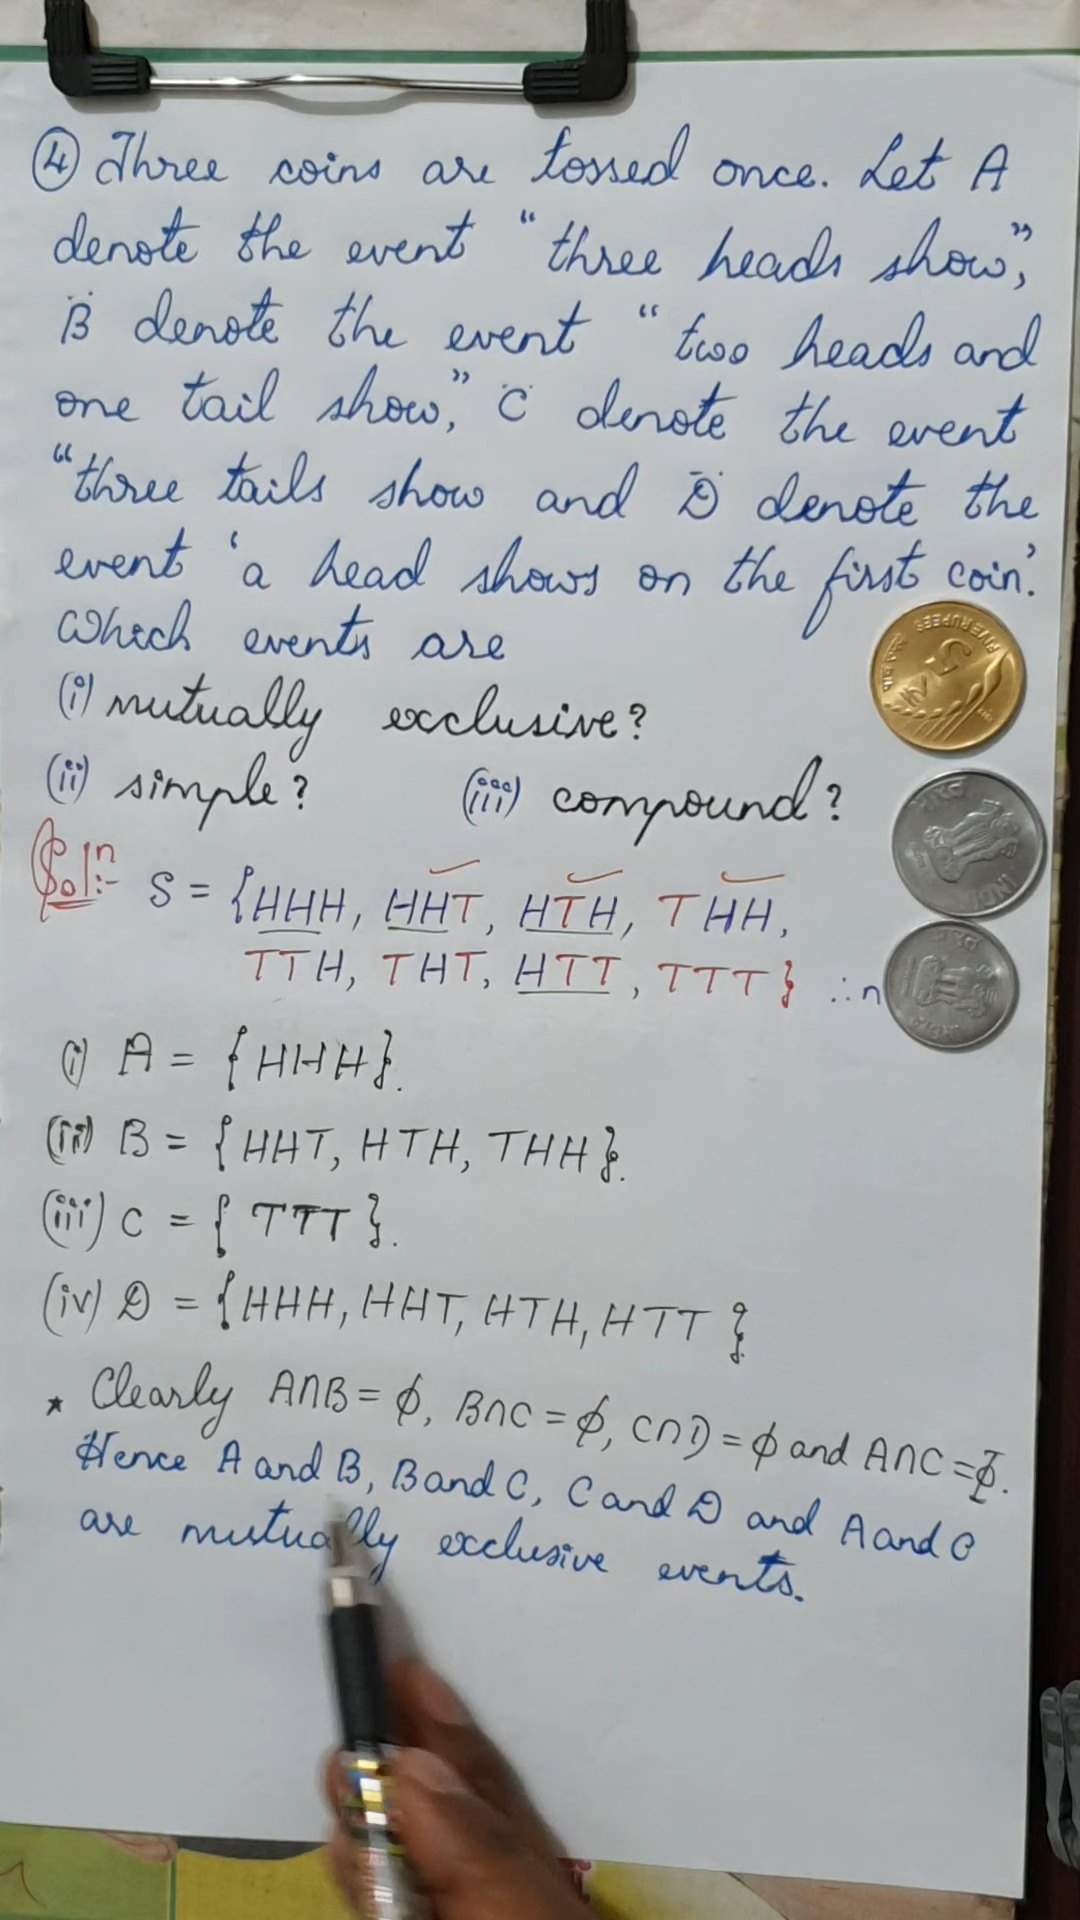 ④ Three coins are tossed once. Let A
denote the event "three heads show",
B denote the event "two heads and
one tail show", C denote the event
"three tails show and D denote the
event 'a head shows on the first coin'.
Which events are
(i) mutually exclusive?
(ii) simple? (iii) compound?
Solⁿ:- S = {HHH, HHT, HTH, THH,
TTH, THT, HTT, TTT} ∴ n
(i) A = {HHH}.
(ii) B = {HHT, HTH, THH}.
(iii) C = {TTT}.
(iv) D = {HHH, HHT, HTH, HTT}
* Clearly A∩B = ϕ, B∩C = ϕ, C∩D = ϕ and A∩C = ϕ.
Hence A and B, B and C, C and D and A and C
are mutually exclusive events.
FIVE RUPEES
5
INDIA
INDIA